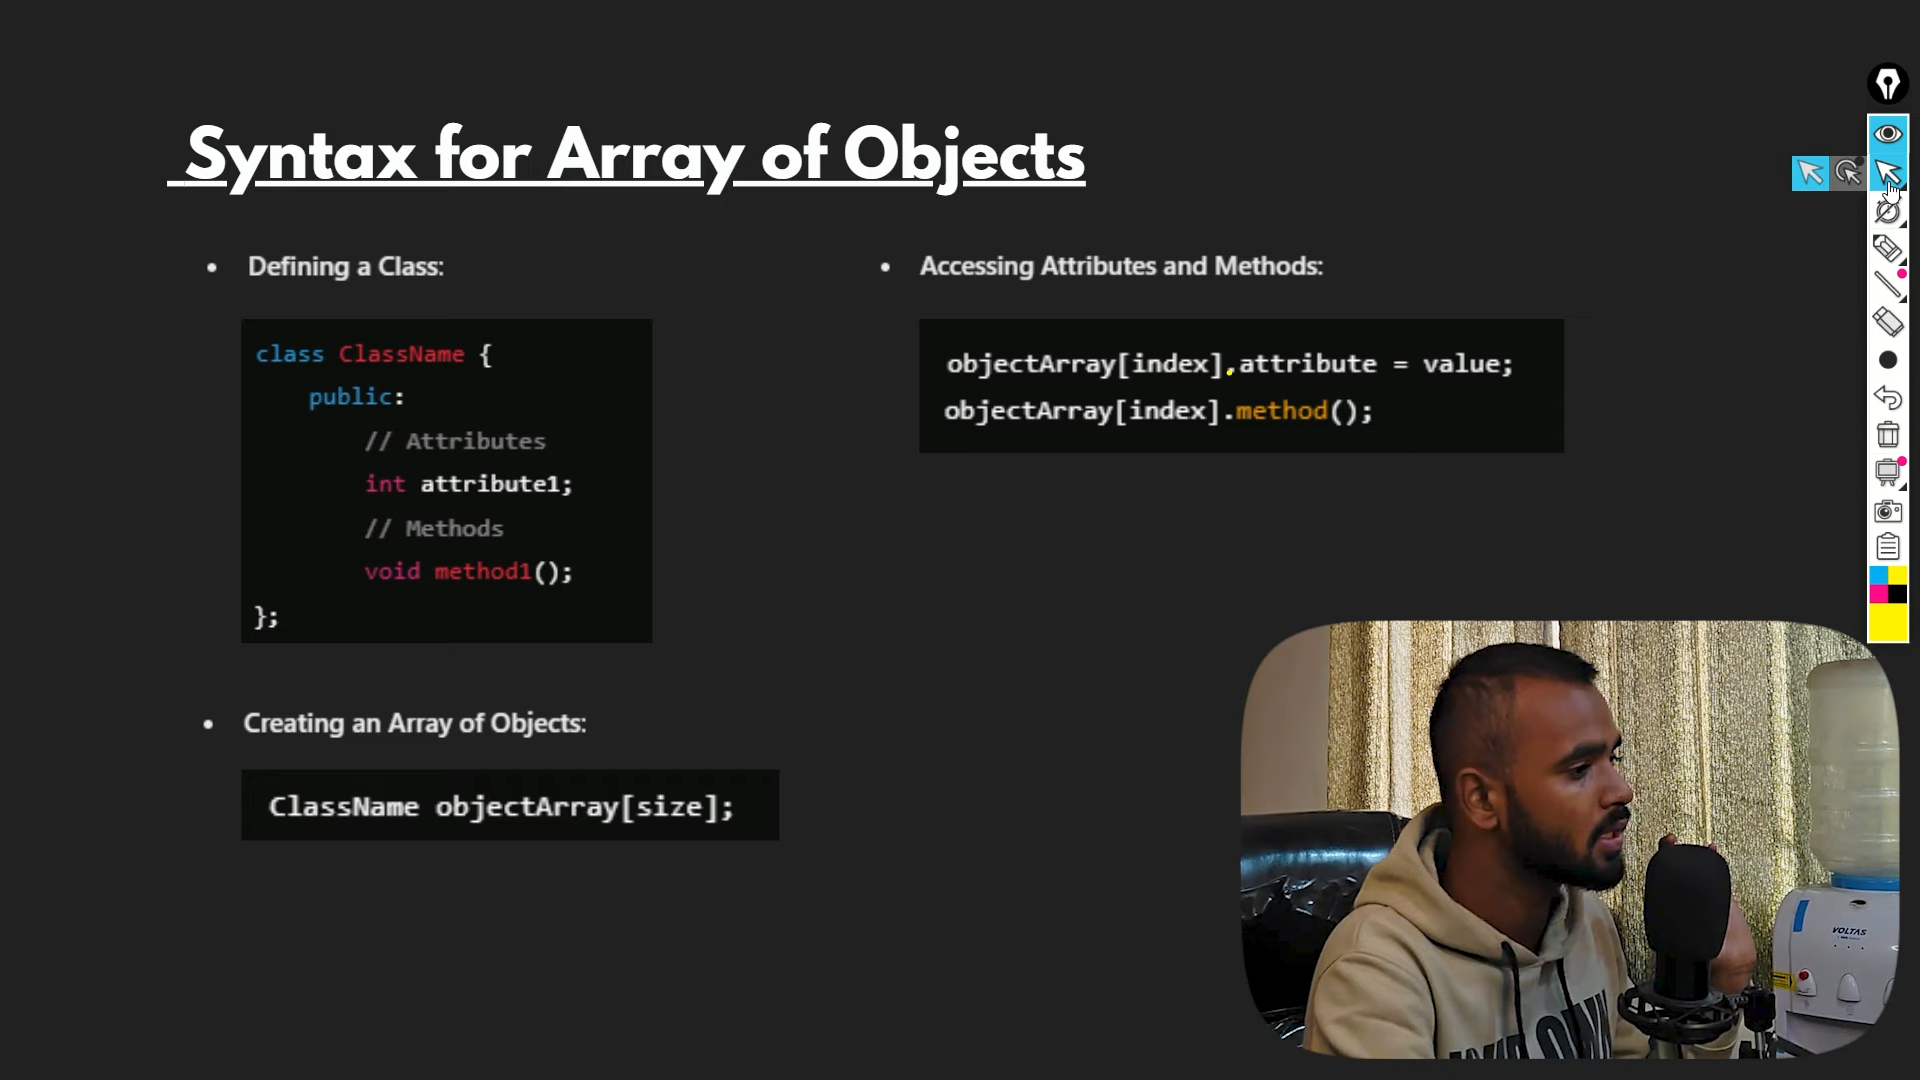 Syntax for Array of Objects
• Defining a Class:
class ClassName {
public:
// Attributes
int attribute1;
// Methods
void method1();
};
• Creating an Array of Objects:
ClassName objectArray[size];
• Accessing Attributes and Methods:
objectArray[index].attribute = value;
objectArray[index].method();
VOLTAS